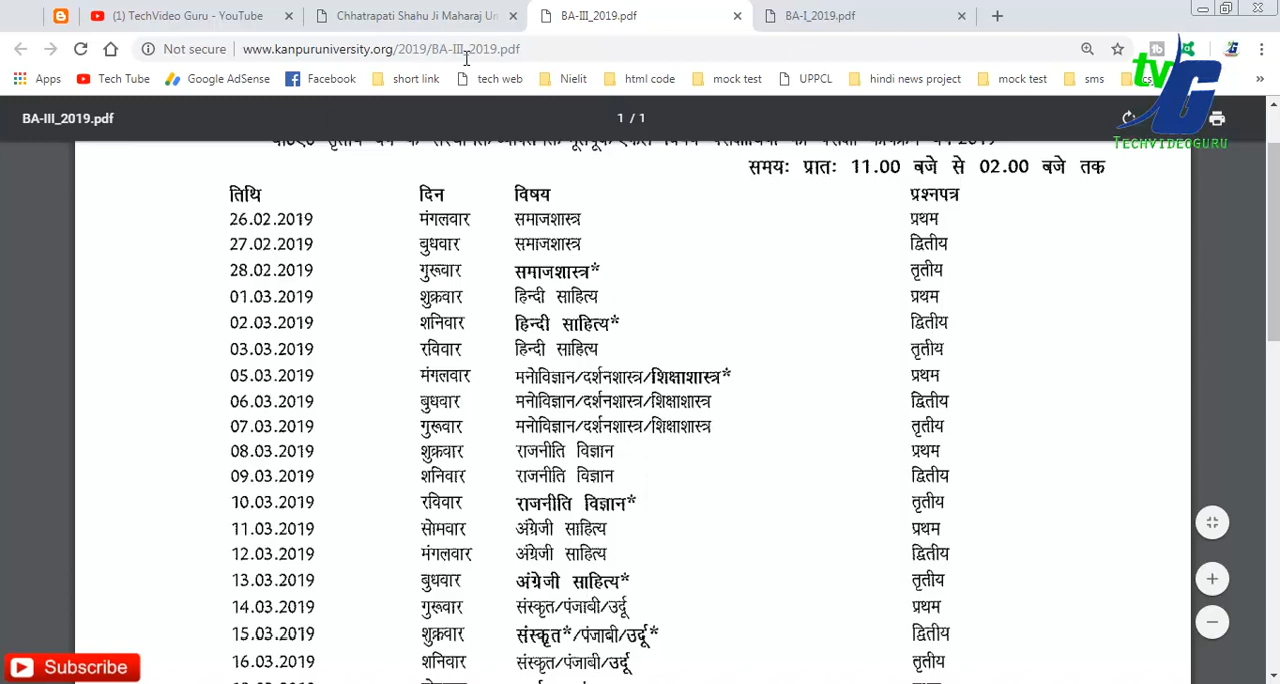 (1) TechVideo Guru - YouTube
Chhatrapati Shahu Ji Maharaj Un
BA-III_2019.pdf
BA-I_2019.pdf
Not secure
www.kanpuruniversity.org/2019/BA-III_2019.pdf
Apps
Tech Tube
Google AdSense
Facebook
short link
tech web
Nielit
html code
mock test
UPPCL
hindi news project
mock test
sms
BA-III_2019.pdf
1 / 1
TECHVIDEOGURU
समयः प्रातः 11.00 बजे से 02.00 बजे तक
तिथि दिन विषय प्रश्नपत्र
26.02.2019 मंगलवार समाजशास्त्र प्रथम
27.02.2019 बुधवार समाजशास्त्र द्वितीय
28.02.2019 गुरूवार समाजशास्त्र* तृतीय
01.03.2019 शुक्रवार हिन्दी साहित्य प्रथम
02.03.2019 शनिवार हिन्दी साहित्य* द्वितीय
03.03.2019 रविवार हिन्दी साहित्य तृतीय
05.03.2019 मंगलवार मनोविज्ञान/दर्शनशास्त्र/शिक्षाशास्त्र* प्रथम
06.03.2019 बुधवार मनोविज्ञान/दर्शनशास्त्र/शिक्षाशास्त्र द्वितीय
07.03.2019 गुरूवार मनोविज्ञान/दर्शनशास्त्र/शिक्षाशास्त्र तृतीय
08.03.2019 शुक्रवार राजनीति विज्ञान प्रथम
09.03.2019 शनिवार राजनीति विज्ञान द्वितीय
10.03.2019 रविवार राजनीति विज्ञान* तृतीय
11.03.2019 सोमवार अंग्रेजी साहित्य प्रथम
12.03.2019 मंगलवार अंग्रेजी साहित्य द्वितीय
13.03.2019 बुधवार अंग्रेजी साहित्य* तृतीय
14.03.2019 गुरूवार संस्कृत/पंजाबी/उर्दू प्रथम
15.03.2019 शुक्रवार संस्कृत*/पंजाबी/उर्दू* द्वितीय
16.03.2019 शनिवार संस्कृत/पंजाबी/उर्दू तृतीय
Subscribe